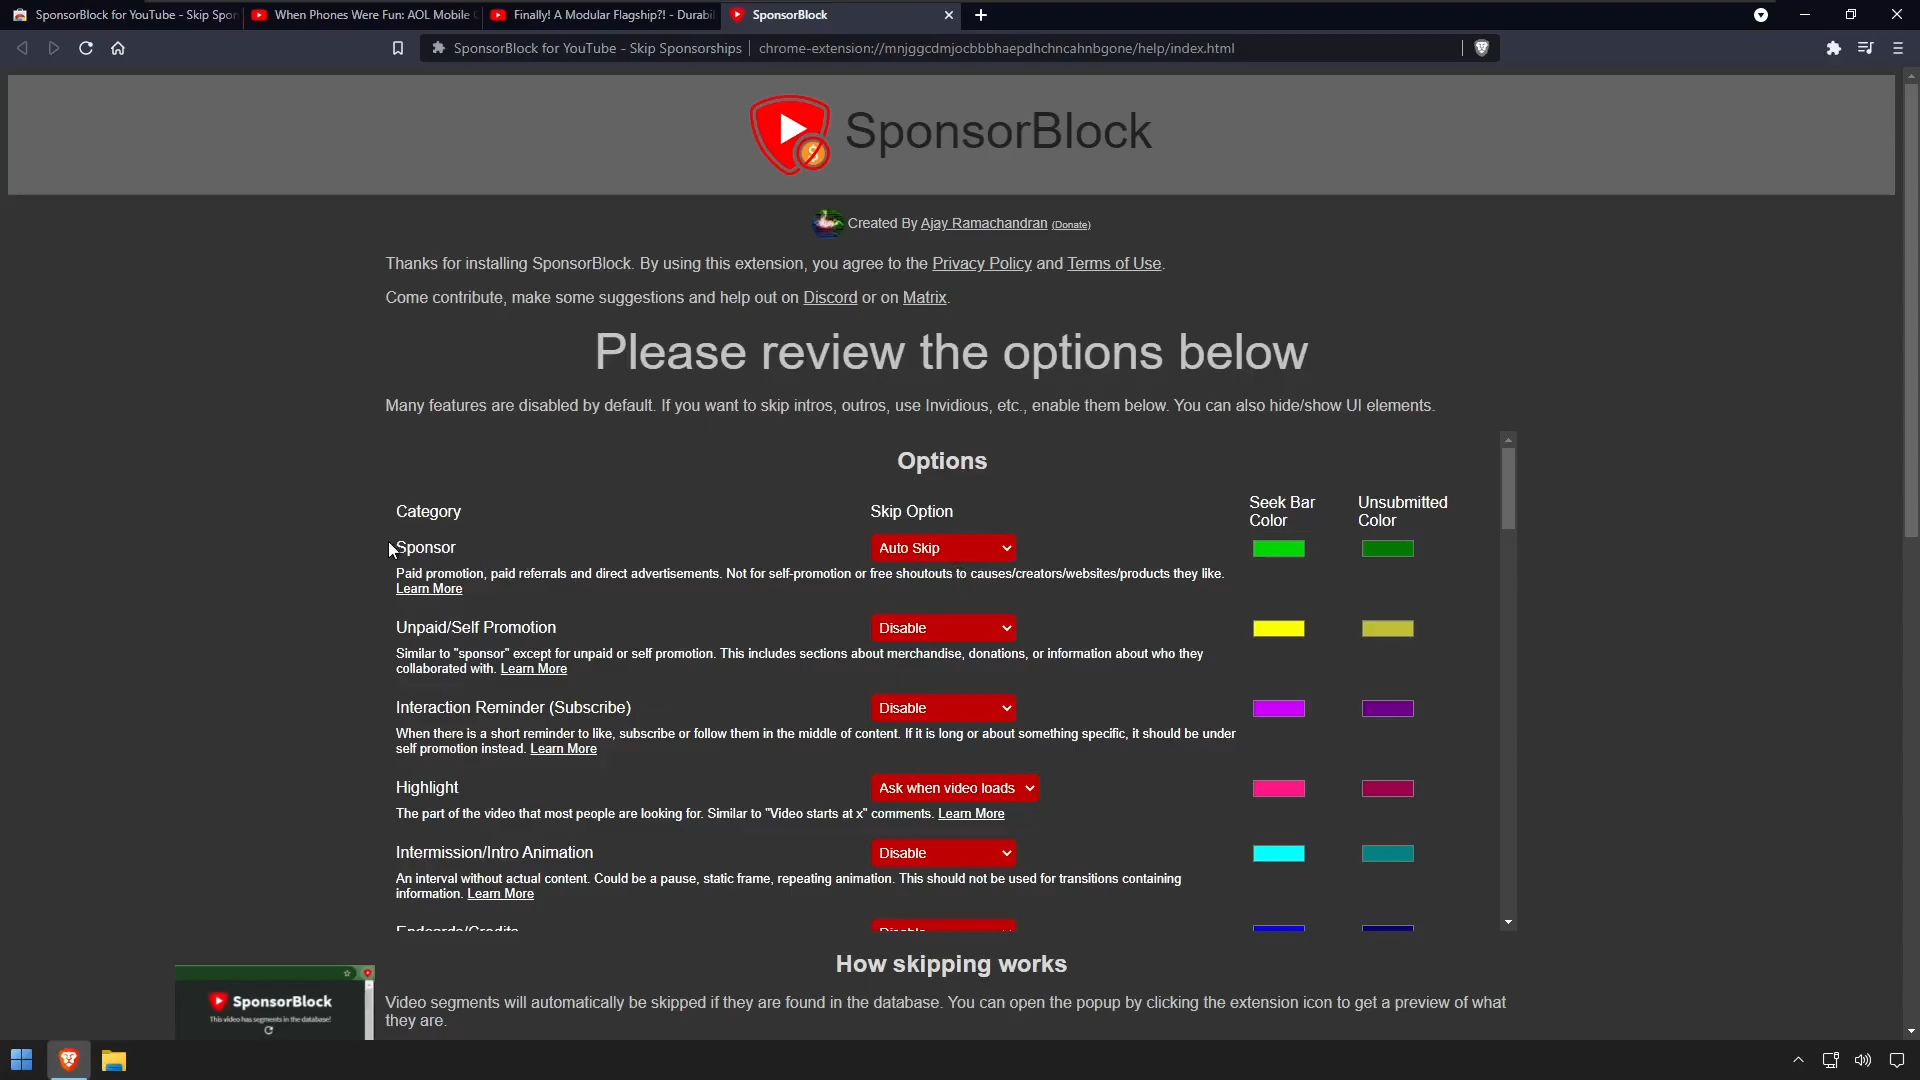 SponsorBlock for YouTube - Skip Spon
When Phones Were Fun: AOL Mobile
Finally! A Modular Flagship?! - Durabil
SponsorBlock
SponsorBlock for YouTube - Skip Sponsorships
chrome-extension://mnjggcdmjocbbbhaepdhchncahnbgone/help/index.html
SponsorBlock
Created By Ajay Ramachandran (Donate)
Thanks for installing SponsorBlock. By using this extension, you agree to the Privacy Policy and Terms of Use.
Come contribute, make some suggestions and help out on Discord or on Matrix.
Please review the options below
Many features are disabled by default. If you want to skip intros, outros, use Invidious, etc., enable them below. You can also hide/show UI elements.
Options
Category
Skip Option
Seek Bar
Color
Unsubmitted
Color
Sponsor
Auto Skip
Paid promotion, paid referrals and direct advertisements. Not for self-promotion or free shoutouts to causes/creators/websites/products they like.
Learn More
Unpaid/Self Promotion
Disable
Similar to "sponsor" except for unpaid or self promotion. This includes sections about merchandise, donations, or information about who they
collaborated with. Learn More
Interaction Reminder (Subscribe)
Disable
When there is a short reminder to like, subscribe or follow them in the middle of content. If it is long or about something specific, it should be under
self promotion instead. Learn More
Highlight
Ask when video loads
The part of the video that most people are looking for. Similar to "Video starts at x" comments. Learn More
Intermission/Intro Animation
Disable
An interval without actual content. Could be a pause, static frame, repeating animation. This should not be used for transitions containing
information. Learn More
Endcards/Credits
Disable
How skipping works
Video segments will automatically be skipped if they are found in the database. You can open the popup by clicking the extension icon to get a preview of what
they are.
SponsorBlock
This video has segments in the database!